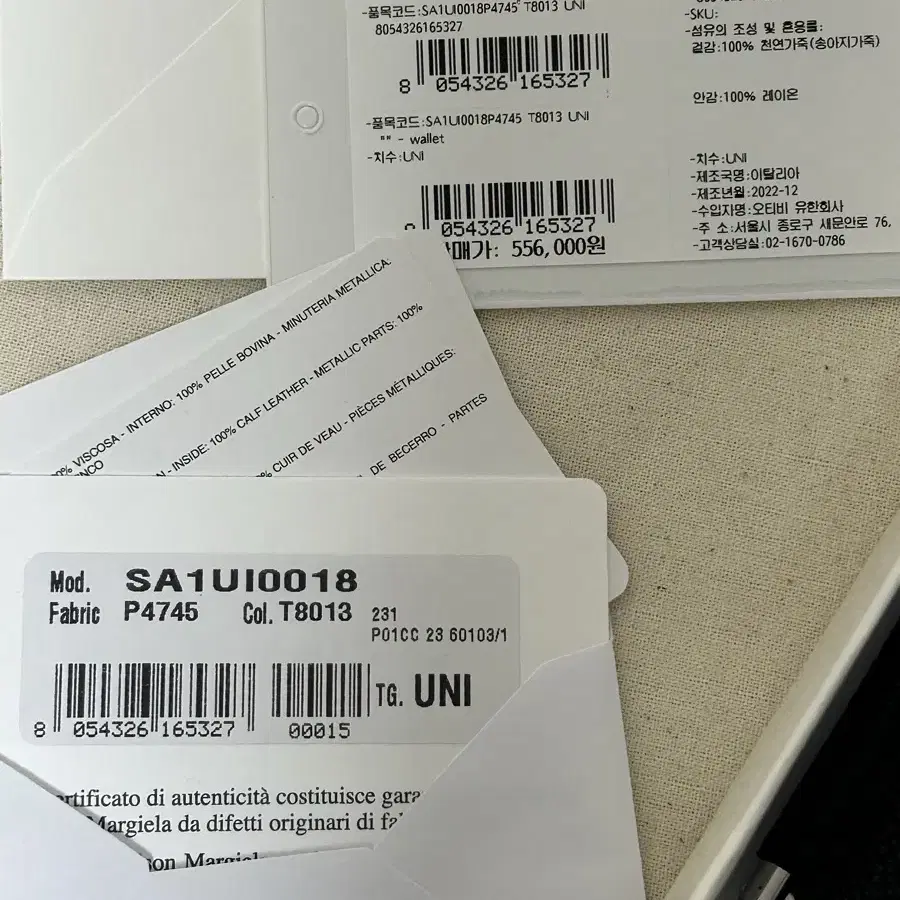 -품목코드:SA1UI0018P4745 T8013 UNI
8054326165327
8 054326 165327
-품목코드:SA1UI0018P4745 T8013 UNI
"" - wallet
-치수:UNI
054326 165327
매가: 556,000원
-SKU:
-섬유의 조성 및 혼용률:
겉감:100% 천연가죽(송아지가죽)
안감:100% 레이온
-치수:UNI
-제조국명:이탈리아
-제조년월:2022-12
-수입자명:오티비 유한회사
-주 소:서울시 종로구 새문안로 76,
-고객상담실:02-1670-0786
VISCOSA - INTERNO: 100% PELLE BOVINA - MINUTERIA METALLICA:
- INSIDE: 100% CALF LEATHER - METALLIC PARTS: 100%
CUIR DE VEAU - PIÈCES MÉTALLIQUES:
DE BECERRO - PARTES
Mod. SA1UI0018
Fabric P4745 Col. T8013 231
P01CC 23 60103/1
8 054326 165327 00015 TG. UNI
di autenticità costituisce
Margiela da difetti originari di
Margiela